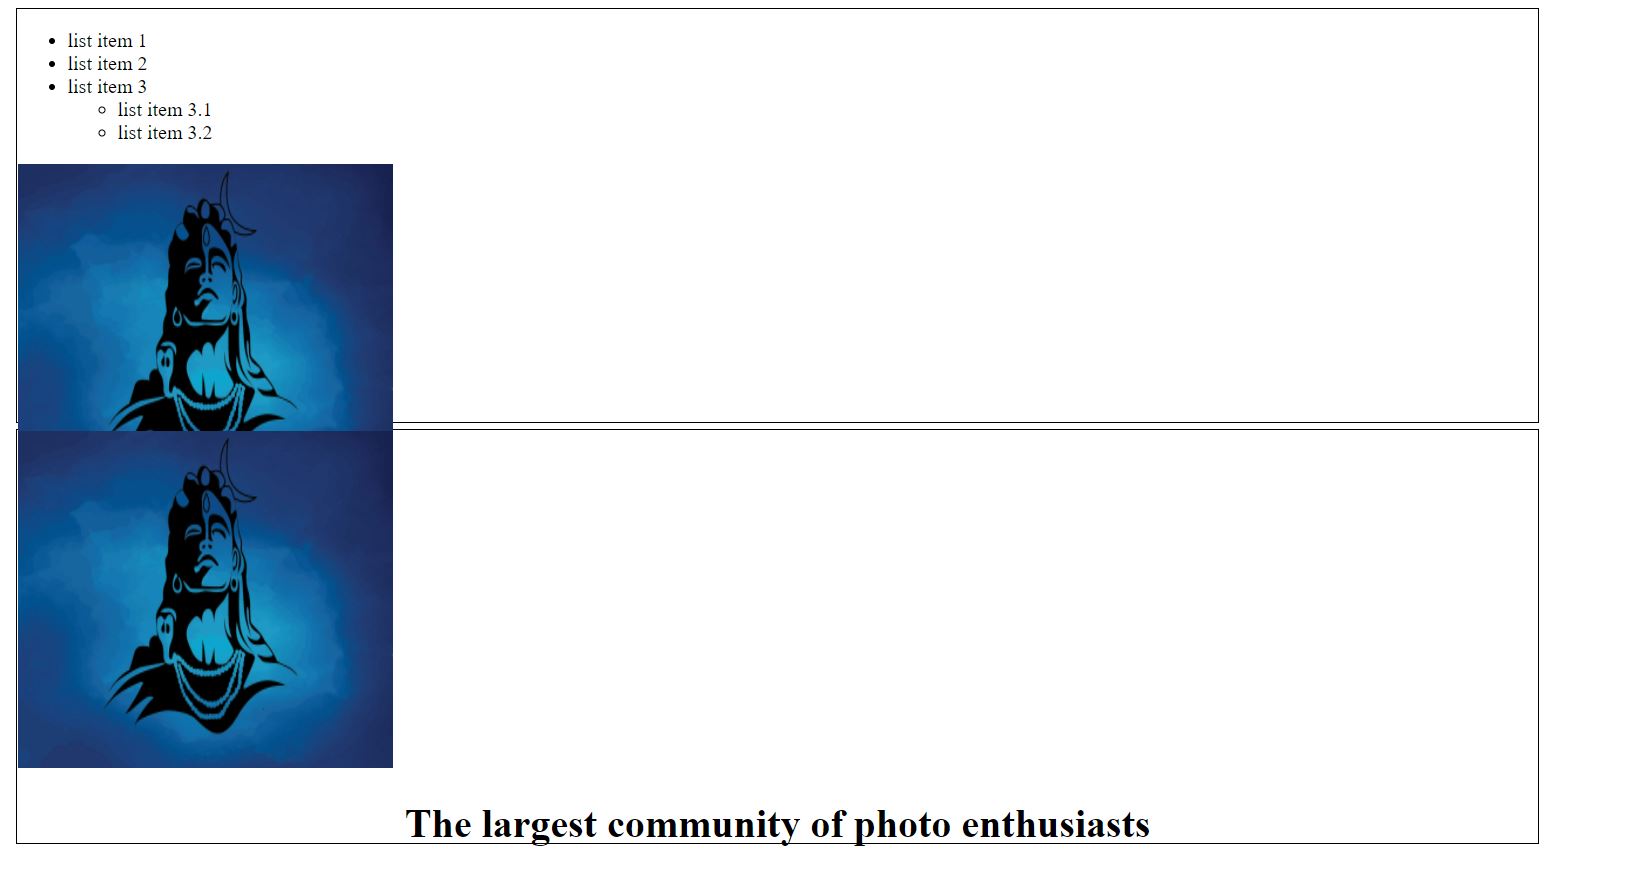 list item 1
list item 2
list item 3
list item 3.1
list item 3.2
The largest community of photo enthusiasts